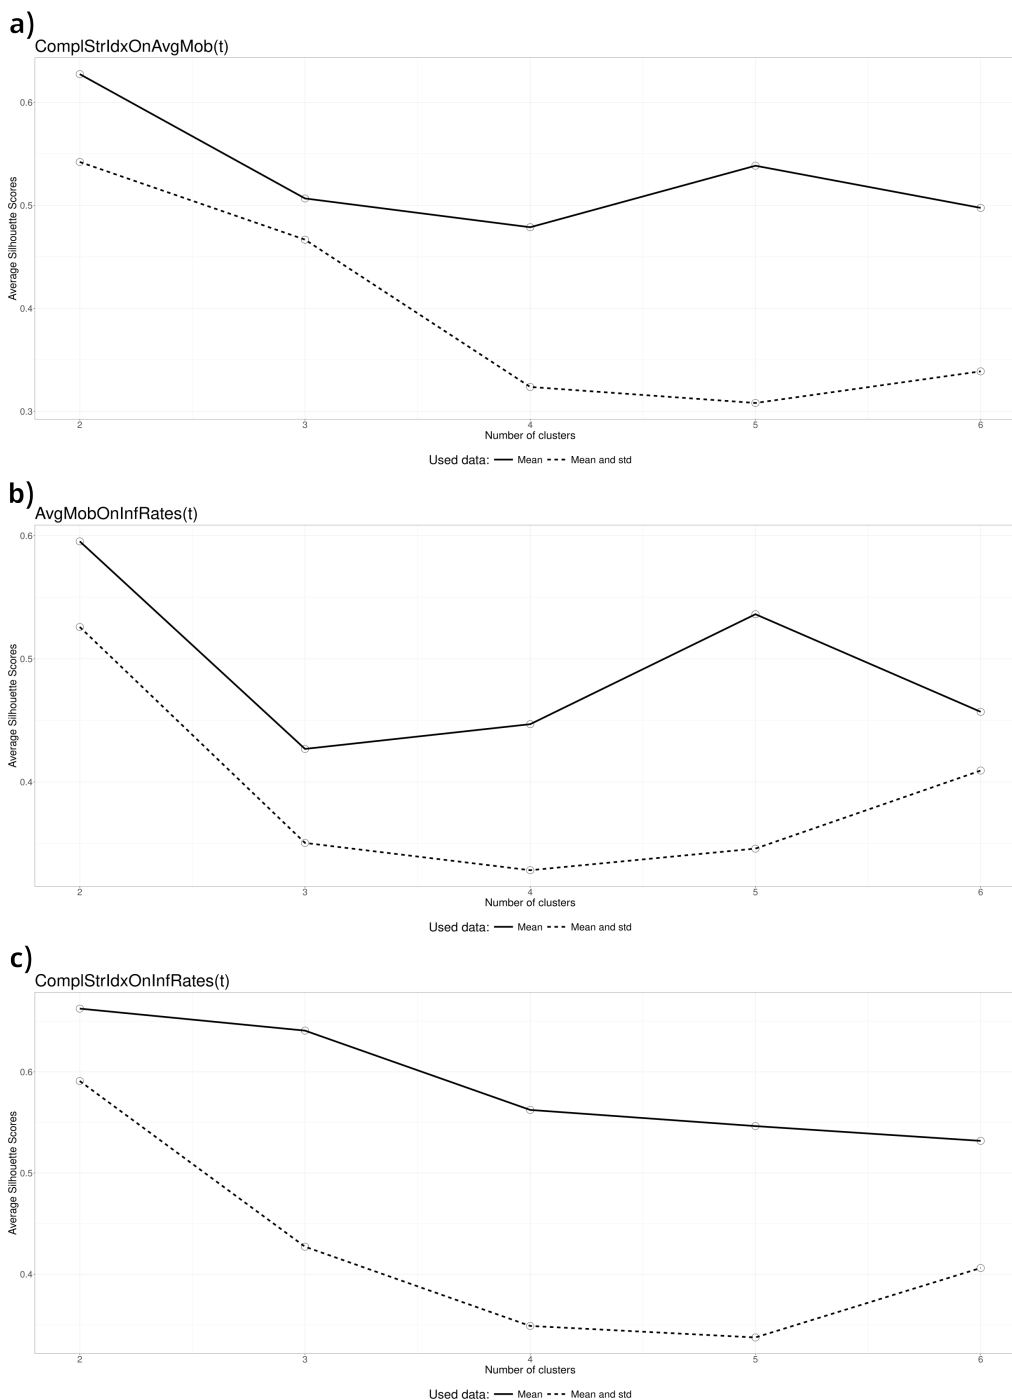 a)
ComplStrIdxOnAvgMob(t)
Average Silhouette Scores
0.6
0.5
0.4
0.3
2 3 4 5 6
Number of clusters
Used data: Mean Mean and std
b)
AvgMobOnInfRates(t)
Average Silhouette Scores
0.6
0.5
0.4
2 3 4 5 6
Number of clusters
Used data: Mean Mean and std
c)
ComplStrIdxOnInfRates(t)
Average Silhouette Scores
0.6
0.5
0.4
2 3 4 5 6
Number of clusters
Used data: Mean Mean and std